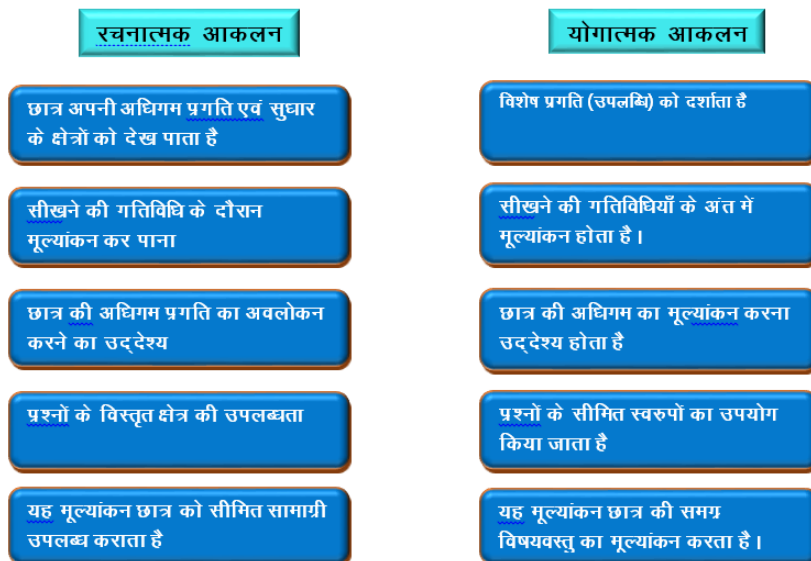 रचनात्मक आकलन
योगात्मक आकलन
छात्र अपनी अधिगम प्रगति एवं सुधार
के क्षेत्रों को देख पाता है
विशेष प्रगति (उपलब्धि) को दर्शाता है
सीखने की गतिविधि के दौरान
मूल्यांकन कर पाना
सीखने की गतिविधियाँ के अंत में
मूल्यांकन होता है ।
छात्र की अधिगम प्रगति का अवलोकन
करने का उद्देश्य
छात्र की अधिगम का मूल्यांकन करना
उद्देश्य होता है
प्रश्नों के विस्तृत क्षेत्र की उपलब्धता
प्रश्नों के सीमित स्वरुपों का उपयोग
किया जाता है
यह मूल्यांकन छात्र को सीमित सामाग्री
उपलब्ध कराता है
यह मूल्यांकन छात्र की समग्र
विषयवस्तु का मूल्यांकन करता है ।